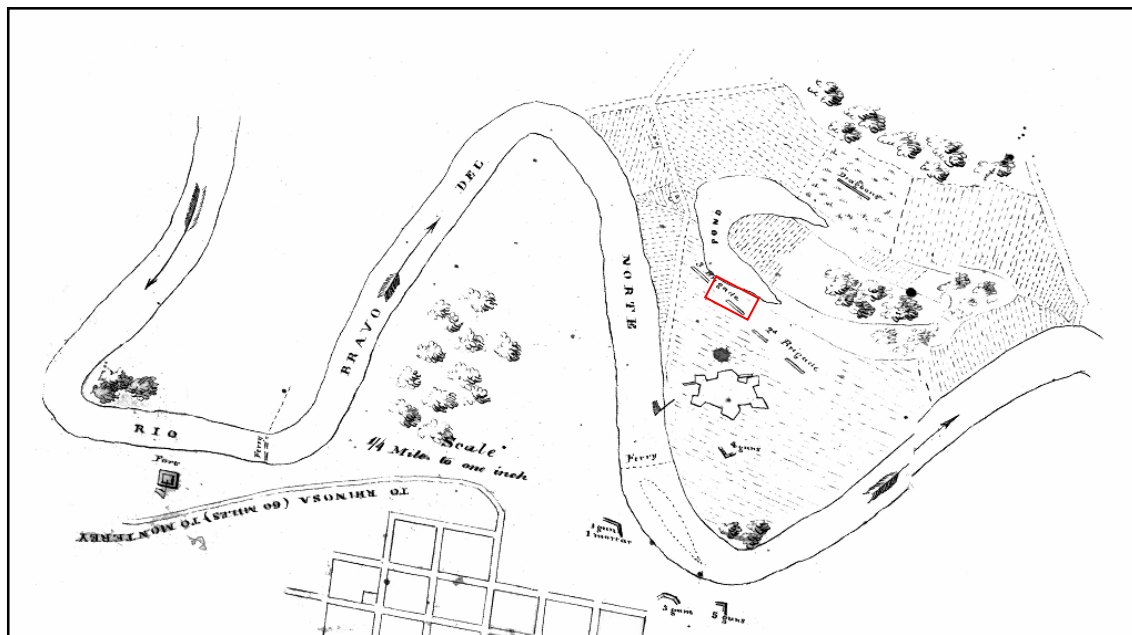 DEL
POND
Dragoons
NORTE
BRAVO
2d Brigade
RIO
Ferry
Scale
1/4 Mile to one inch
4 guns
Ferry
Fort
TO RHINOSA (60 MILES) TO MONTEREY
1 gun
1 mortar
3 guns
5 guns